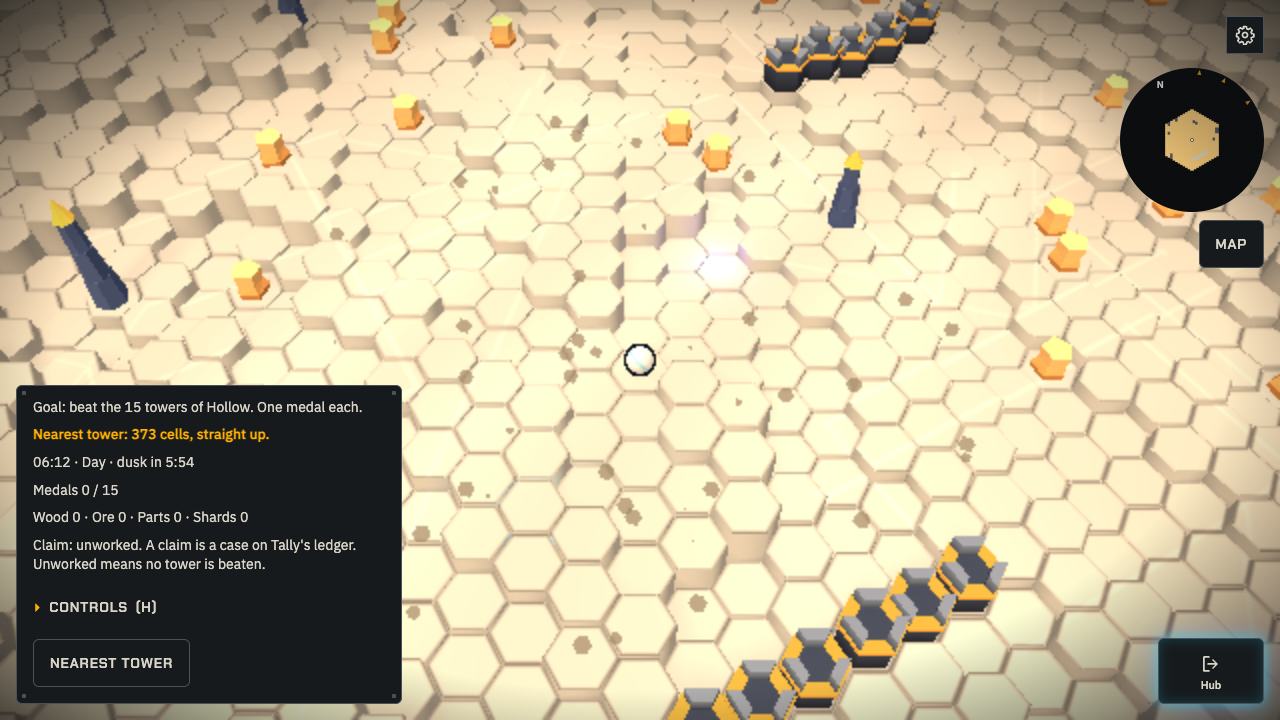 N
MAP
Goal: beat the 15 towers of Hollow. One medal each.
Nearest tower: 373 cells, straight up.
06:12 · Day · dusk in 5:54
Medals 0 / 15
Wood 0 · Ore 0 · Parts 0 · Shards 0
Claim: unworked. A claim is a case on Tally's ledger.
Unworked means no tower is beaten.
CONTROLS (H)
NEAREST TOWER
Hub